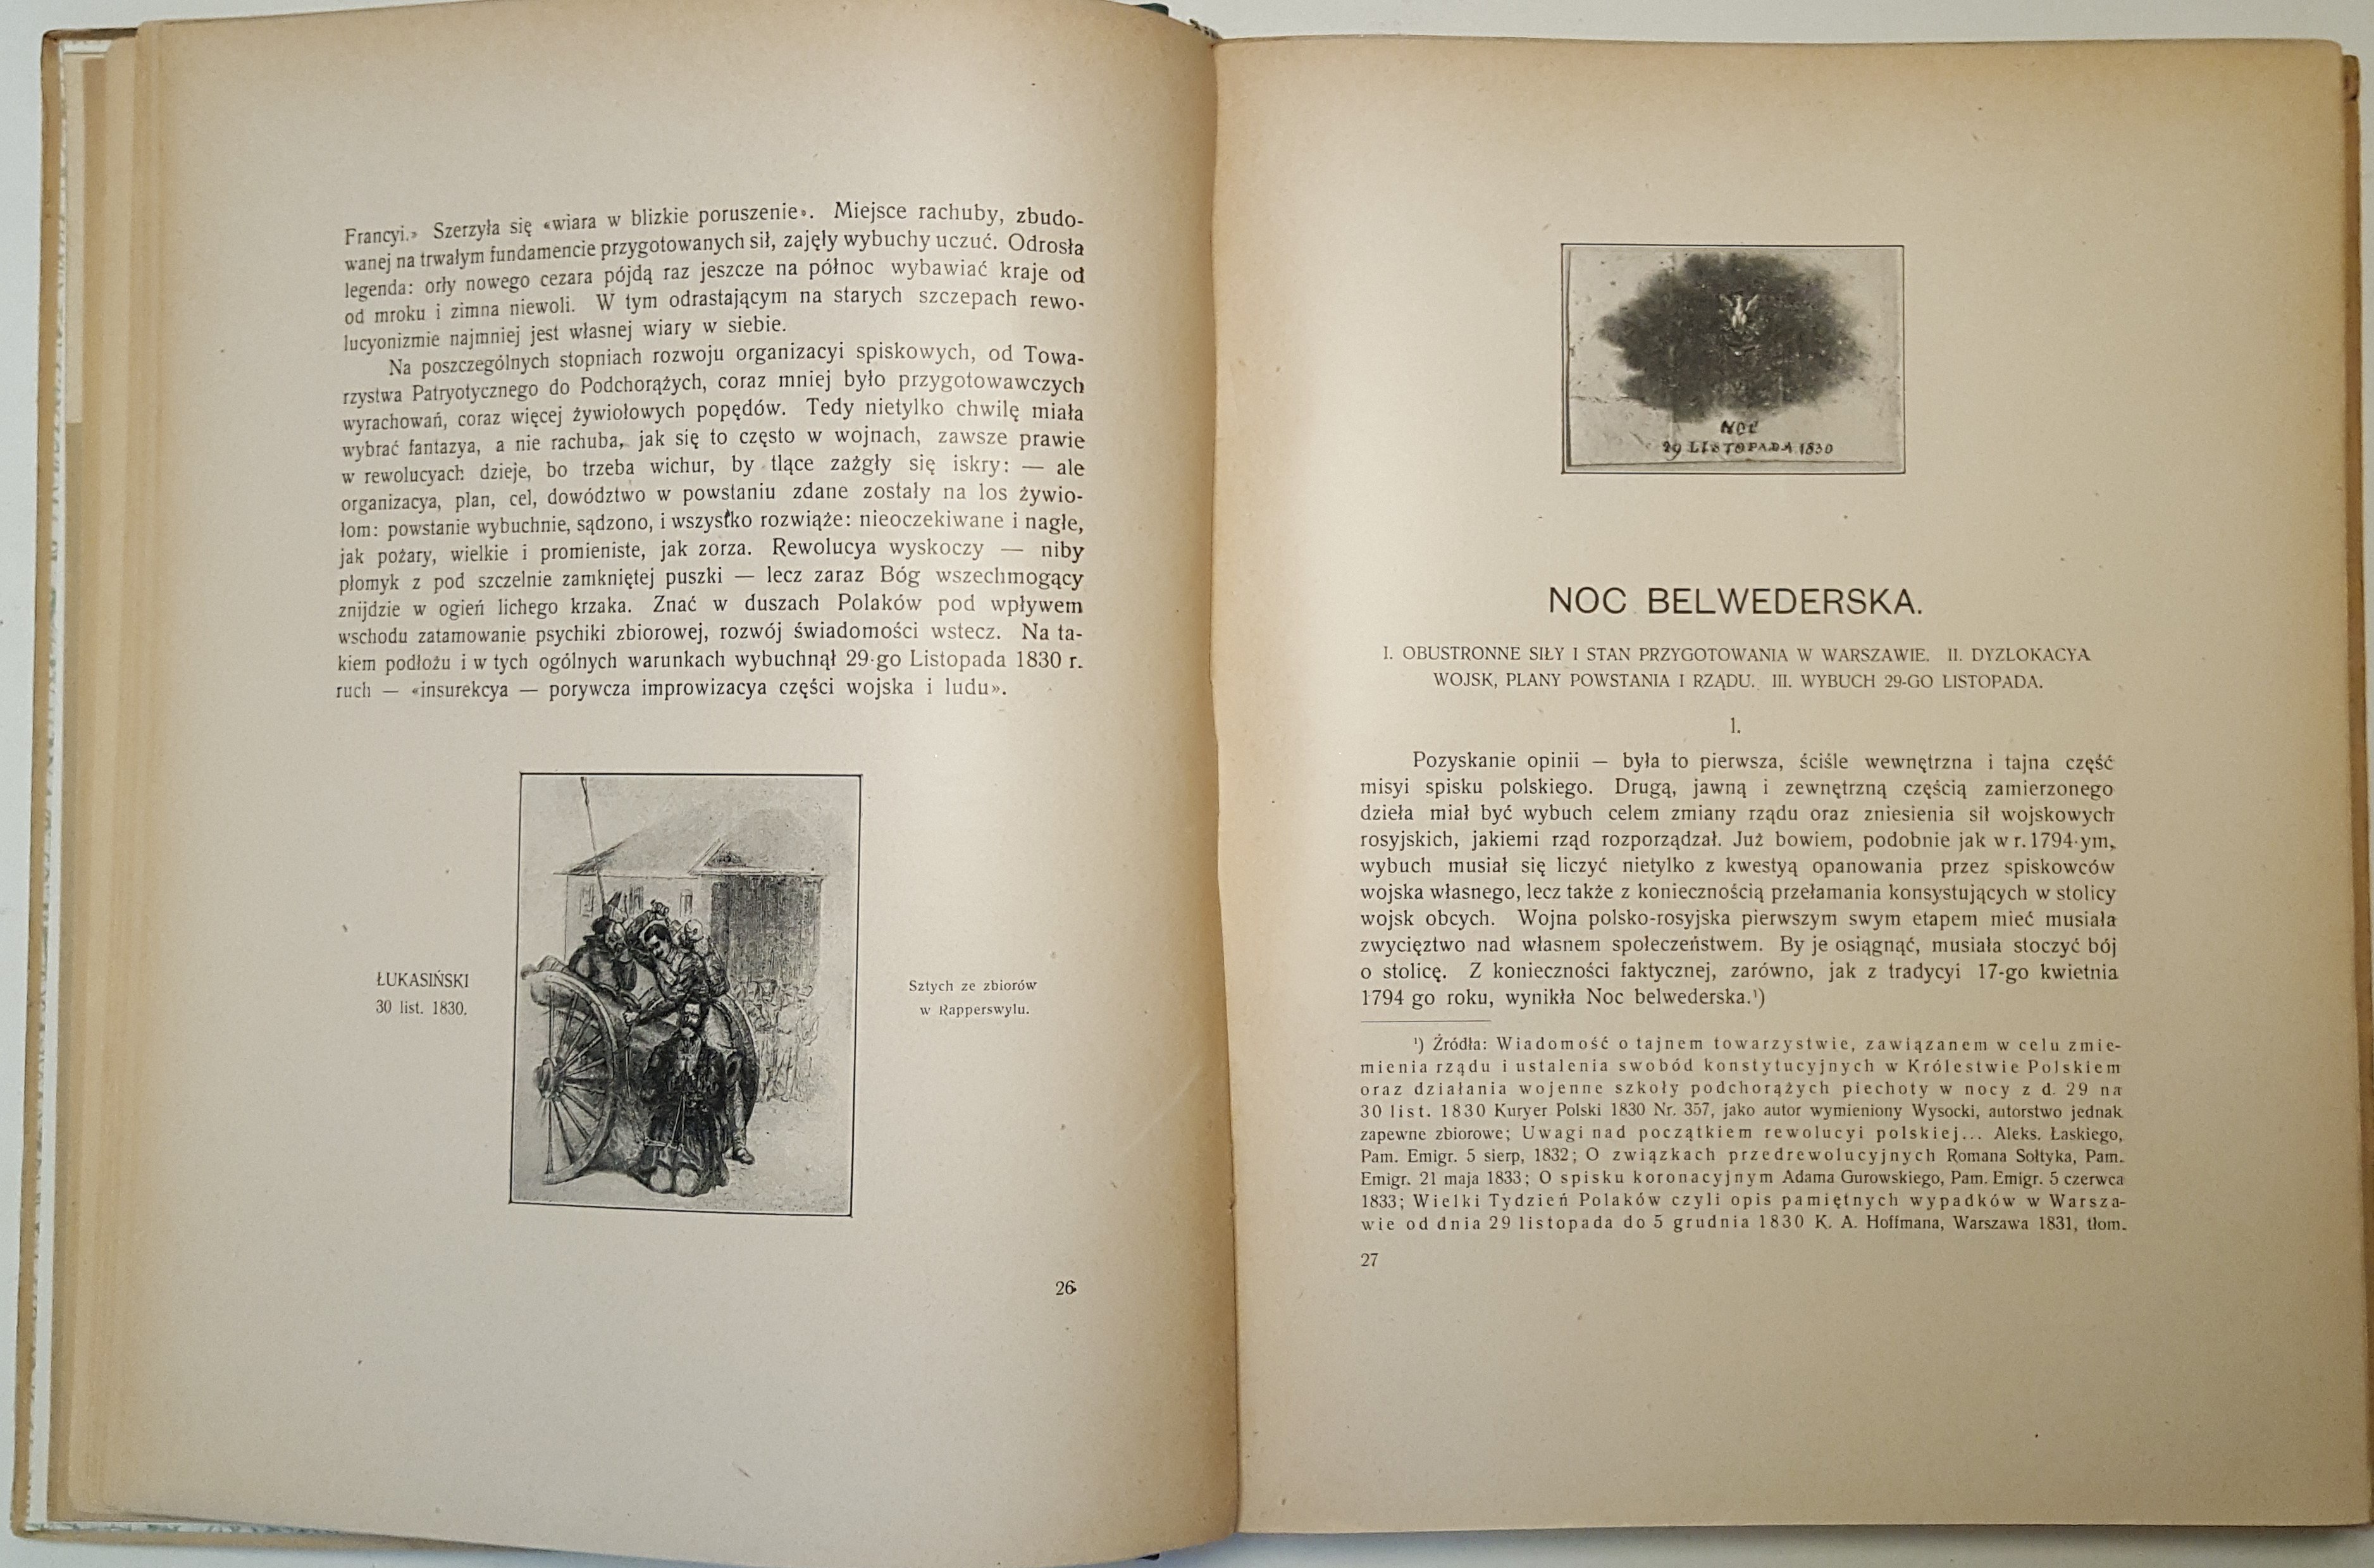 Francyi.» Szerzyła się «wiara w blizkie poruszenie». Miejsce rachuby, zbudo-
wanej na trwałym fundamencie przygotowanych sił, zajęły wybuchy uczuć. Odrosła
legenda: orły nowego cezara pójdą raz jeszcze na północ wybawiać kraje od
od mroku i zimna niewoli. W tym odrastającym na starych szczepach rewo-
lucyonizmie najmniej jest własnej wiary w siebie.
Na poszczególnych stopniach rozwoju organizacyi spiskowych, od Towa-
rzystwa Patryotycznego do Podchorążych, coraz mniej było przygotowawczych
wyrachowań, coraz więcej żywiołowych popędów. Tedy nietylko chwilę miała
wybrać fantazya, a nie rachuba, jak się to często w wojnach, zawsze prawie
w rewolucyach dzieje, bo trzeba wichur, by tlące zażgły się iskry: — ale
organizacya, plan, cel, dowództwo w powstaniu zdane zostały na los żywio-
łom: powstanie wybuchnie, sądzono, i wszystko rozwiąże: nieoczekiwane i nagłe,
jak pożary, wielkie i promieniste, jak zorza. Rewolucya wyskoczy — niby
płomyk z pod szczelnie zamkniętej puszki — lecz zaraz Bóg wszechmogący
znijdzie w ogień lichego krzaka. Znać w duszach Polaków pod wpływem
wschodu zatamowanie psychiki zbiorowej, rozwój świadomości wstecz. Na ta-
kiem podłożu i w tych ogólnych warunkach wybuchnął 29-go Listopada 1830 r.
ruch — «insurekcya — porywcza improwizacya części wojska i ludu».
ŁUKASIŃSKI
30 list. 1830.
Sztych ze zbiorów
w Rapperswylu.
26
NOC
29 LISTOPADA 1830
NOC BELWEDERSKA.
I. OBUSTRONNE SIŁY I STAN PRZYGOTOWANIA W WARSZAWIE. II. DYZLOKACYA
WOJSK, PLANY POWSTANIA I RZĄDU. III. WYBUCH 29-GO LISTOPADA.
I.
Pozyskanie opinii — była to pierwsza, ściśle wewnętrzna i tajna część
misyi spisku polskiego. Drugą, jawną i zewnętrzną częścią zamierzonego
dzieła miał być wybuch celem zmiany rządu oraz zniesienia sił wojskowych
rosyjskich, jakiemi rząd rozporządzał. Już bowiem, podobnie jak w r. 1794-ym,
wybuch musiał się liczyć nietylko z kwestyą opanowania przez spiskowców
wojska własnego, lecz także z koniecznością przełamania konsystujących w stolicy
wojsk obcych. Wojna polsko-rosyjska pierwszym swym etapem mieć musiała
zwycięztwo nad własnem społeczeństwem. By je osiągnąć, musiała stoczyć bój
o stolicę. Z konieczności faktycznej, zarówno, jak z tradycyi 17-go kwietnia
1794 go roku, wynikła Noc belwederska.¹)
¹) Źródła: Wiadomość o tajnem towarzystwie, zawiązanem w celu zmie-
mienia rządu i ustalenia swobód konstytucyjnych w Królestwie Polskiem
oraz działania wojenne szkoły podchorążych piechoty w nocy z d. 29 na
30 list. 1830 Kuryer Polski 1830 Nr. 357, jako autor wymieniony Wysocki, autorstwo jednak
zapewne zbiorowe; Uwagi nad początkiem rewolucyi polskiej... Aleks. Łaskiego,
Pam. Emigr. 5 sierp, 1832; O związkach przedrewolucyjnych Romana Sołtyka, Pam.
Emigr. 21 maja 1833; O spisku koronacyjnym Adama Gurowskiego, Pam. Emigr. 5 czerwca
1833; Wielki Tydzień Polaków czyli opis pamiętnych wypadków w Warsza-
wie od dnia 29 listopada do 5 grudnia 1830 K. A. Hoffmana, Warszawa 1831, tłom.
27